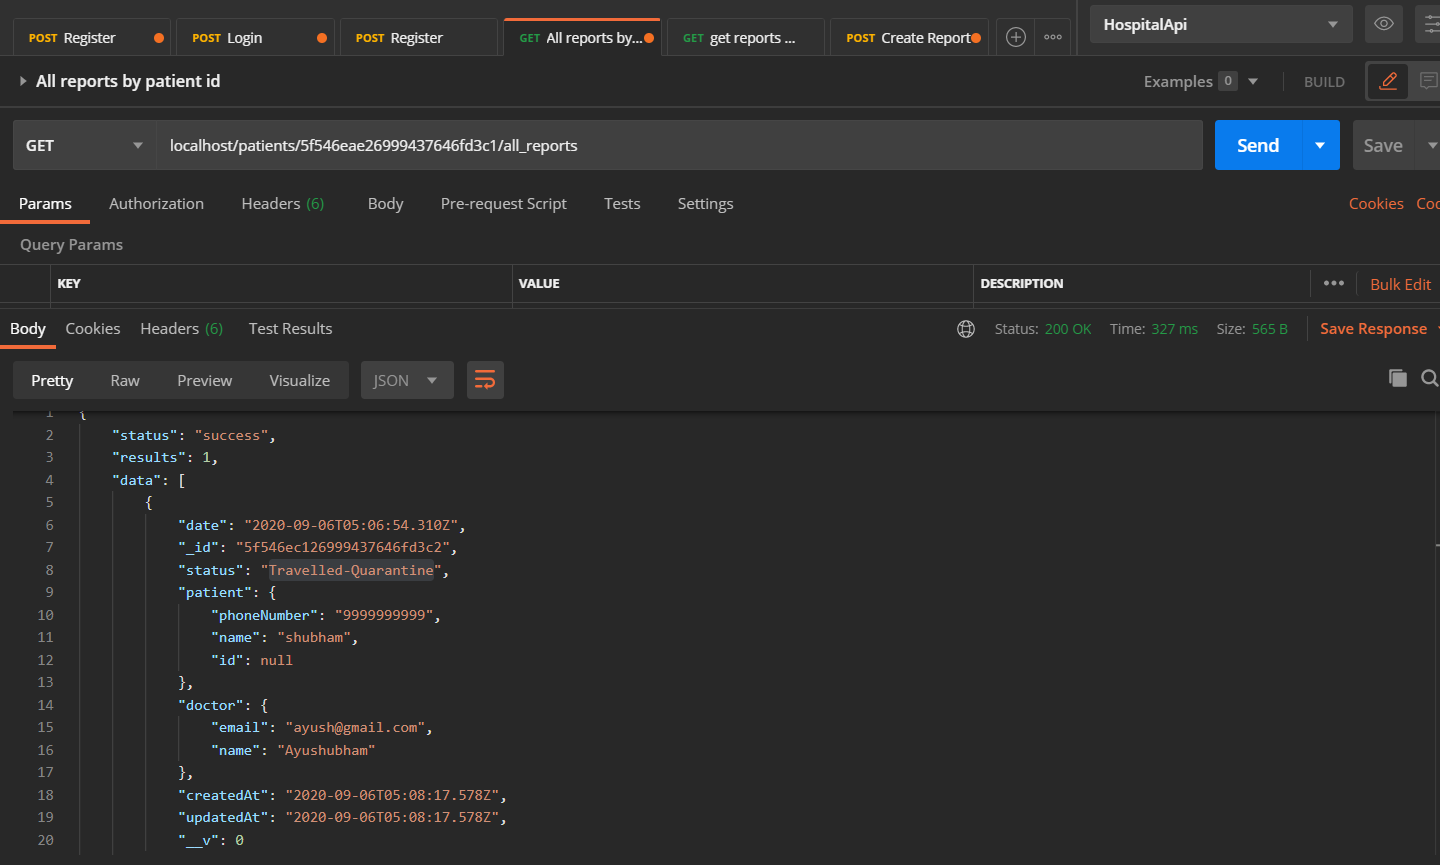 POST Register POST Login POST Register GET All reports by... GET get reports ... POST Create Report HospitalApi
All reports by patient id Examples 0 BUILD
GET localhost/patients/5f546eae26999437646fd3c1/all_reports Send Save
Params Authorization Headers (6) Body Pre-request Script Tests Settings Cookies Coc
Query Params
KEY VALUE DESCRIPTION Bulk Edit
Body Cookies Headers (6) Test Results Status: 200 OK Time: 327 ms Size: 565 B Save Response
Pretty Raw Preview Visualize JSON
1 {
2 "status": "success",
3 "results": 1,
4 "data": [
5 {
6 "date": "2020-09-06T05:06:54.310Z",
7 "_id": "5f546ec126999437646fd3c2",
8 "status": "Travelled-Quarantine",
9 "patient": {
10 "phoneNumber": "9999999999",
11 "name": "shubham",
12 "id": null
13 },
14 "doctor": {
15 "email": "ayush@gmail.com",
16 "name": "Ayushubham"
17 },
18 "createdAt": "2020-09-06T05:08:17.578Z",
19 "updatedAt": "2020-09-06T05:08:17.578Z",
20 "__v": 0